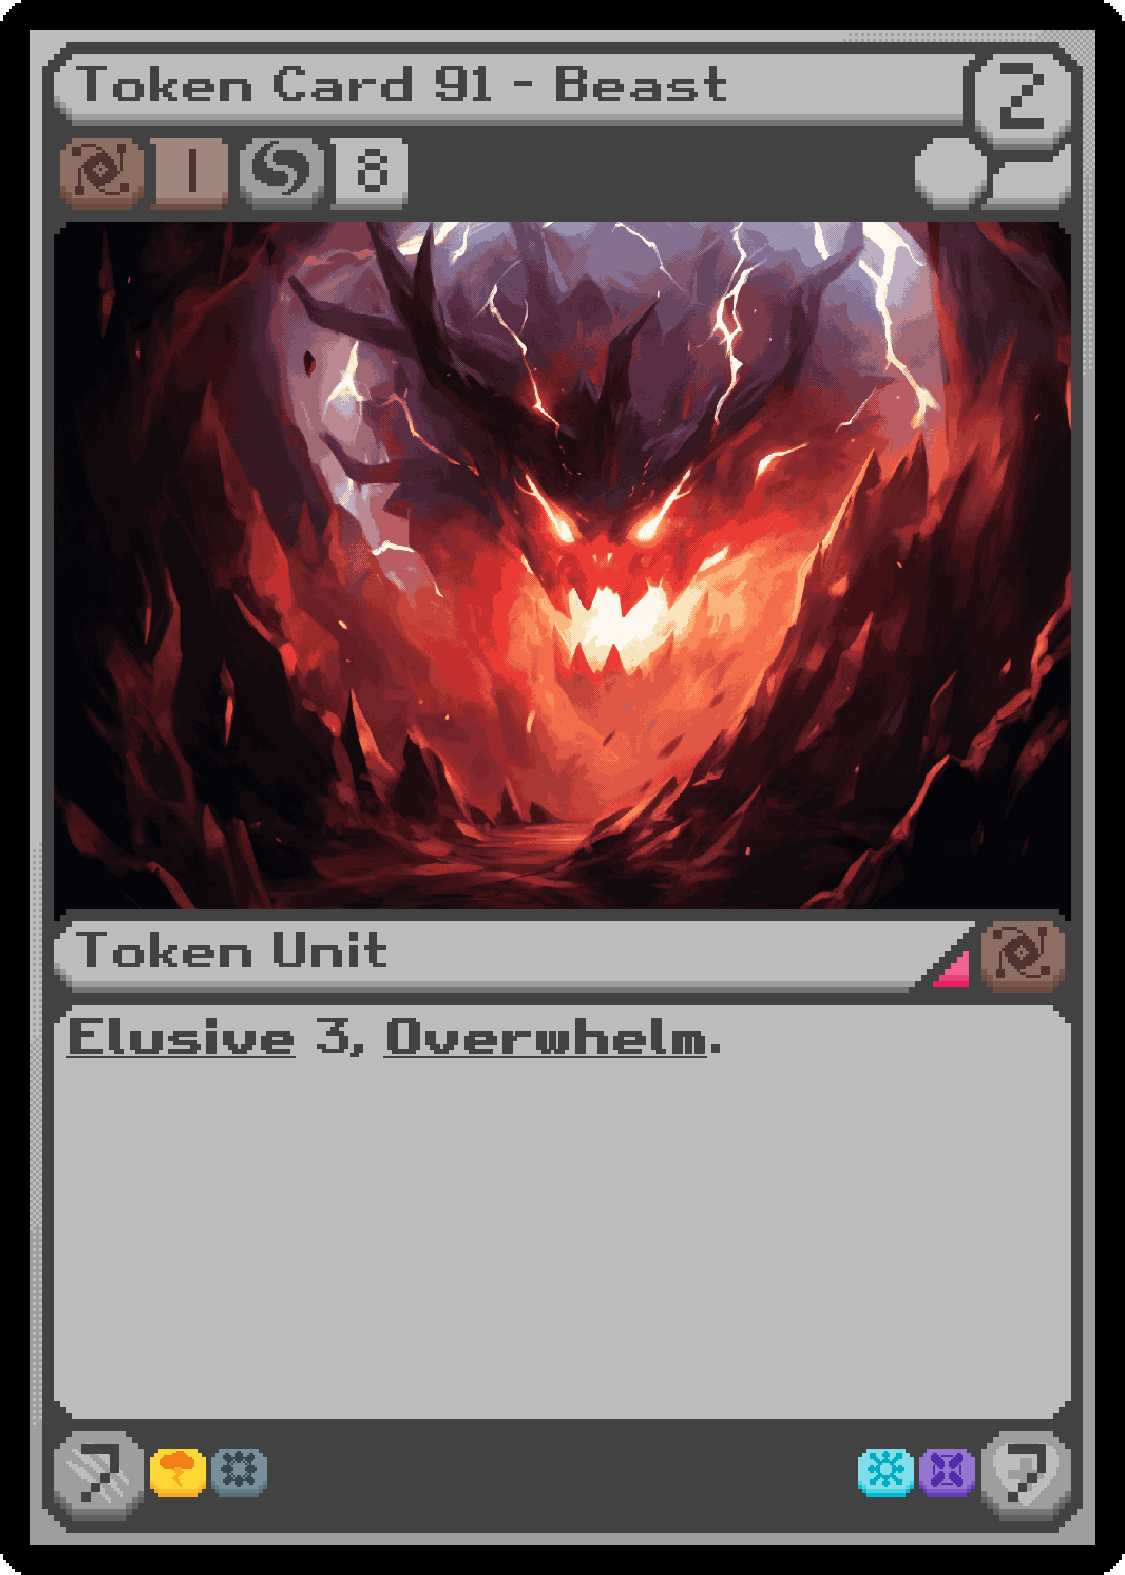 Token Card 91 - Beast
2
1 8
Token Unit
Elusive 3, Overwhelm.
7 7